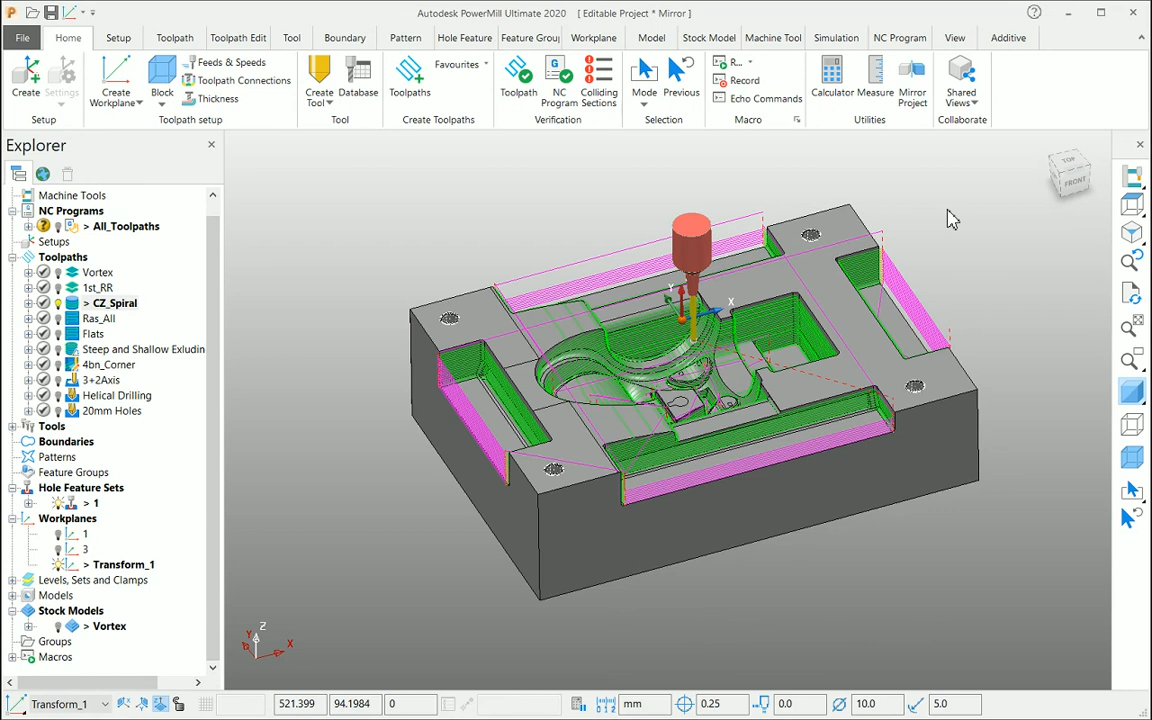 Autodesk PowerMill Ultimate 2020 [ Editable Project * Mirror ]
File Home Setup Toolpath Toolpath Edit Tool Boundary Pattern Hole Feature Feature Group Workplane Model Stock Model Machine Tool Simulation NC Program View Additive
Create
Settings
Setup
Create Workplane
Block
Feeds & Speeds
Toolpath Connections
Thickness
Toolpath setup
Create Tool
Database
Tool
Toolpaths
Favourites
Create Toolpaths
Toolpath
NC Program
Colliding Sections
Verification
Mode
Previous
Selection
R...
Record
Echo Commands
Macro
Calculator
Measure
Mirror Project
Utilities
Shared Views
Collaborate
Explorer
Machine Tools
NC Programs
> All_Toolpaths
Setups
Toolpaths
Vortex
1st_RR
> CZ_Spiral
Ras_All
Flats
Steep and Shallow Exludin
4bn_Corner
3+2Axis
Helical Drilling
20mm Holes
Tools
Boundaries
Patterns
Feature Groups
Hole Feature Sets
> 1
Workplanes
1
3
> Transform_1
Levels, Sets and Clamps
Models
Stock Models
> Vortex
Groups
Macros
TOP
FRONT
Y
X
Z
Y
X
Transform_1 521.399 94.1984 0 mm 0.25 0.0 10.0 5.0